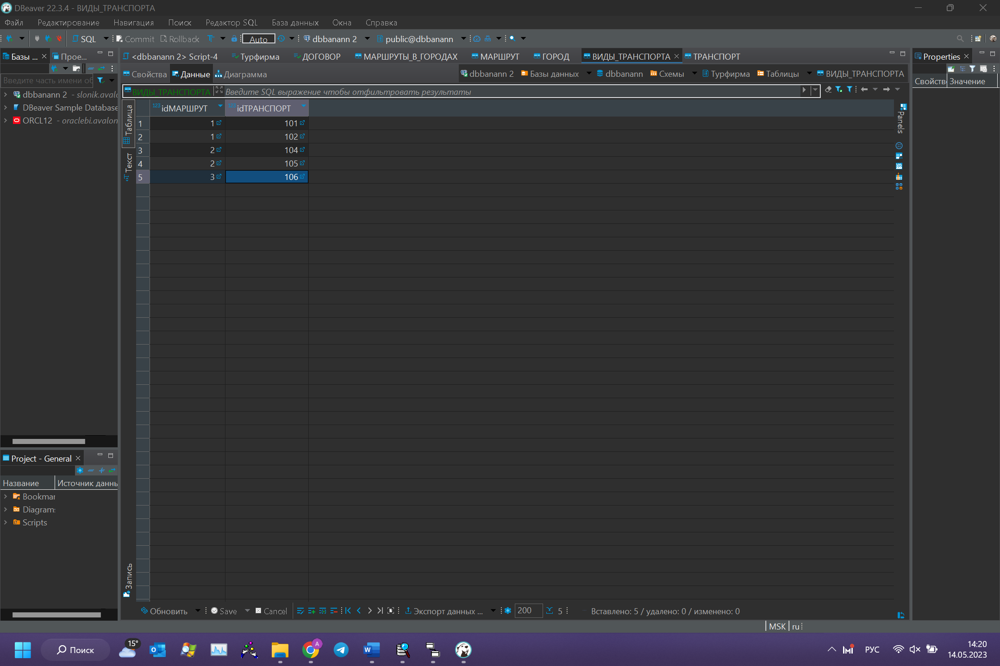 DBeaver 22.3.4 - ВИДЫ_ТРАНСПОРТА
Файл Редактирование Навигация Поиск Редактор SQL База данных Окна Справка
SQL Commit Rollback Auto dbbanann 2 public@dbbanann
Базы ... Прое...
Введите часть имени об
dbbanann 2 - slonik.avalo
DBeaver Sample Database
ORCL12 - oraclebi.avalon
<dbbanann 2> Script-4 Турфирма ДОГОВОР МАРШРУТЫ_В_ГОРОДАХ МАРШРУТ ГОРОД ВИДЫ_ТРАНСПОРТА ТРАНСПОРТ
Свойства Данные Диаграмма dbbanann 2 Базы данных dbbanann Схемы Турфирма Таблицы ВИДЫ_ТРАНСПОРТА
ВИДЫ_ТРАНСПОРТА Введите SQL выражение чтобы отфильтровать результаты
Таблица
Текст
Запись
123 idМАРШРУТ 123 idТРАНСПОРТ
1 1 101
2 1 102
3 2 104
4 2 105
5 3 106
Panels
Properties
Свойств Значение
Project - General
Название Источник данны
Bookmar
Diagrams
Scripts
Обновить Save Cancel Экспорт данных ... 200 5 Вставлено: 5 / удалено: 0 / изменено: 0
MSK ru
15°
Поиск
A
РУС
14:20
14.05.2023